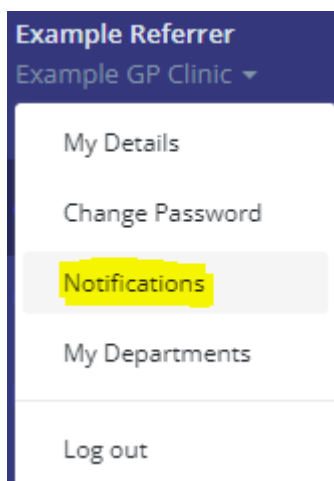 Example Referrer
Example GP Clinic
My Details
Change Password
Notifications
My Departments
Log out